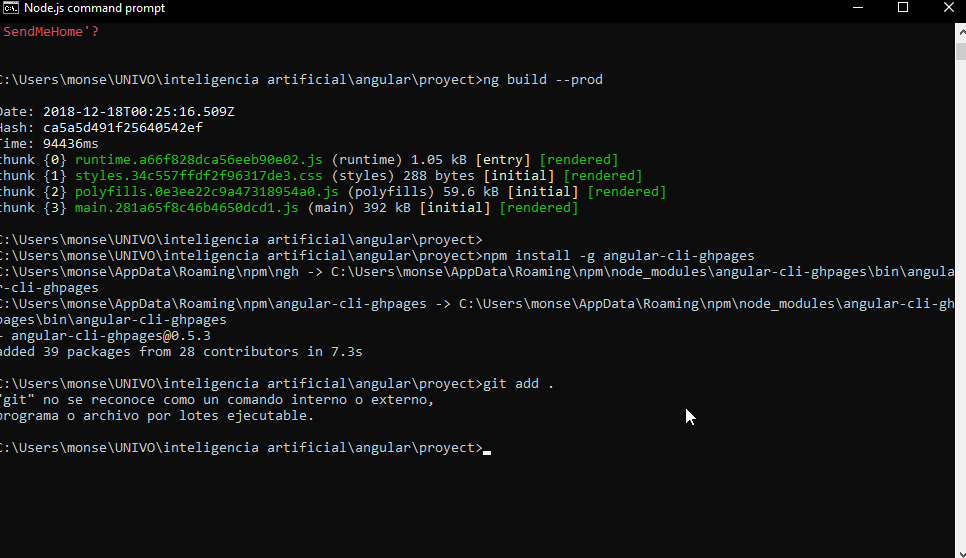 Node.js command prompt
SendMeHome'?
C:\Users\monse\UNIVO\inteligencia artificial\angular\proyect>ng build --prod
Date: 2018-12-18T00:25:16.509Z
Hash: ca5a5d491f25640542ef
Time: 94436ms
chunk {0} runtime.a66f828dca56eeb90e02.js (runtime) 1.05 kB [entry] [rendered]
chunk {1} styles.34c557ffdf2f96317de3.css (styles) 288 bytes [initial] [rendered]
chunk {2} polyfills.0e3ee22c9a47318954a0.js (polyfills) 59.6 kB [initial] [rendered]
chunk {3} main.281a65f8c46b4650dcd1.js (main) 392 kB [initial] [rendered]
C:\Users\monse\UNIVO\inteligencia artificial\angular\proyect>
C:\Users\monse\UNIVO\inteligencia artificial\angular\proyect>npm install -g angular-cli-ghpages
C:\Users\monse\AppData\Roaming\npm\ngh -> C:\Users\monse\AppData\Roaming\npm\node_modules\angular-cli-ghpages\bin\angula
r-cli-ghpages
C:\Users\monse\AppData\Roaming\npm\angular-cli-ghpages -> C:\Users\monse\AppData\Roaming\npm\node_modules\angular-cli-gh
pages\bin\angular-cli-ghpages
+ angular-cli-ghpages@0.5.3
added 39 packages from 28 contributors in 7.3s
C:\Users\monse\UNIVO\inteligencia artificial\angular\proyect>git add .
"git" no se reconoce como un comando interno o externo,
programa o archivo por lotes ejecutable.
C:\Users\monse\UNIVO\inteligencia artificial\angular\proyect>